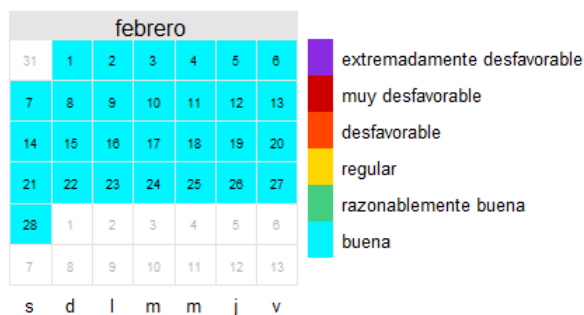 febrero
31 1 2 3 4 5 6
7 8 9 10 11 12 13
14 15 16 17 18 19 20
21 22 23 24 25 26 27
28 1 2 3 4 5 6
7 8 9 10 11 12 13
s d l m m j v
extremadamente desfavorable
muy desfavorable
desfavorable
regular
razonablemente buena
buena